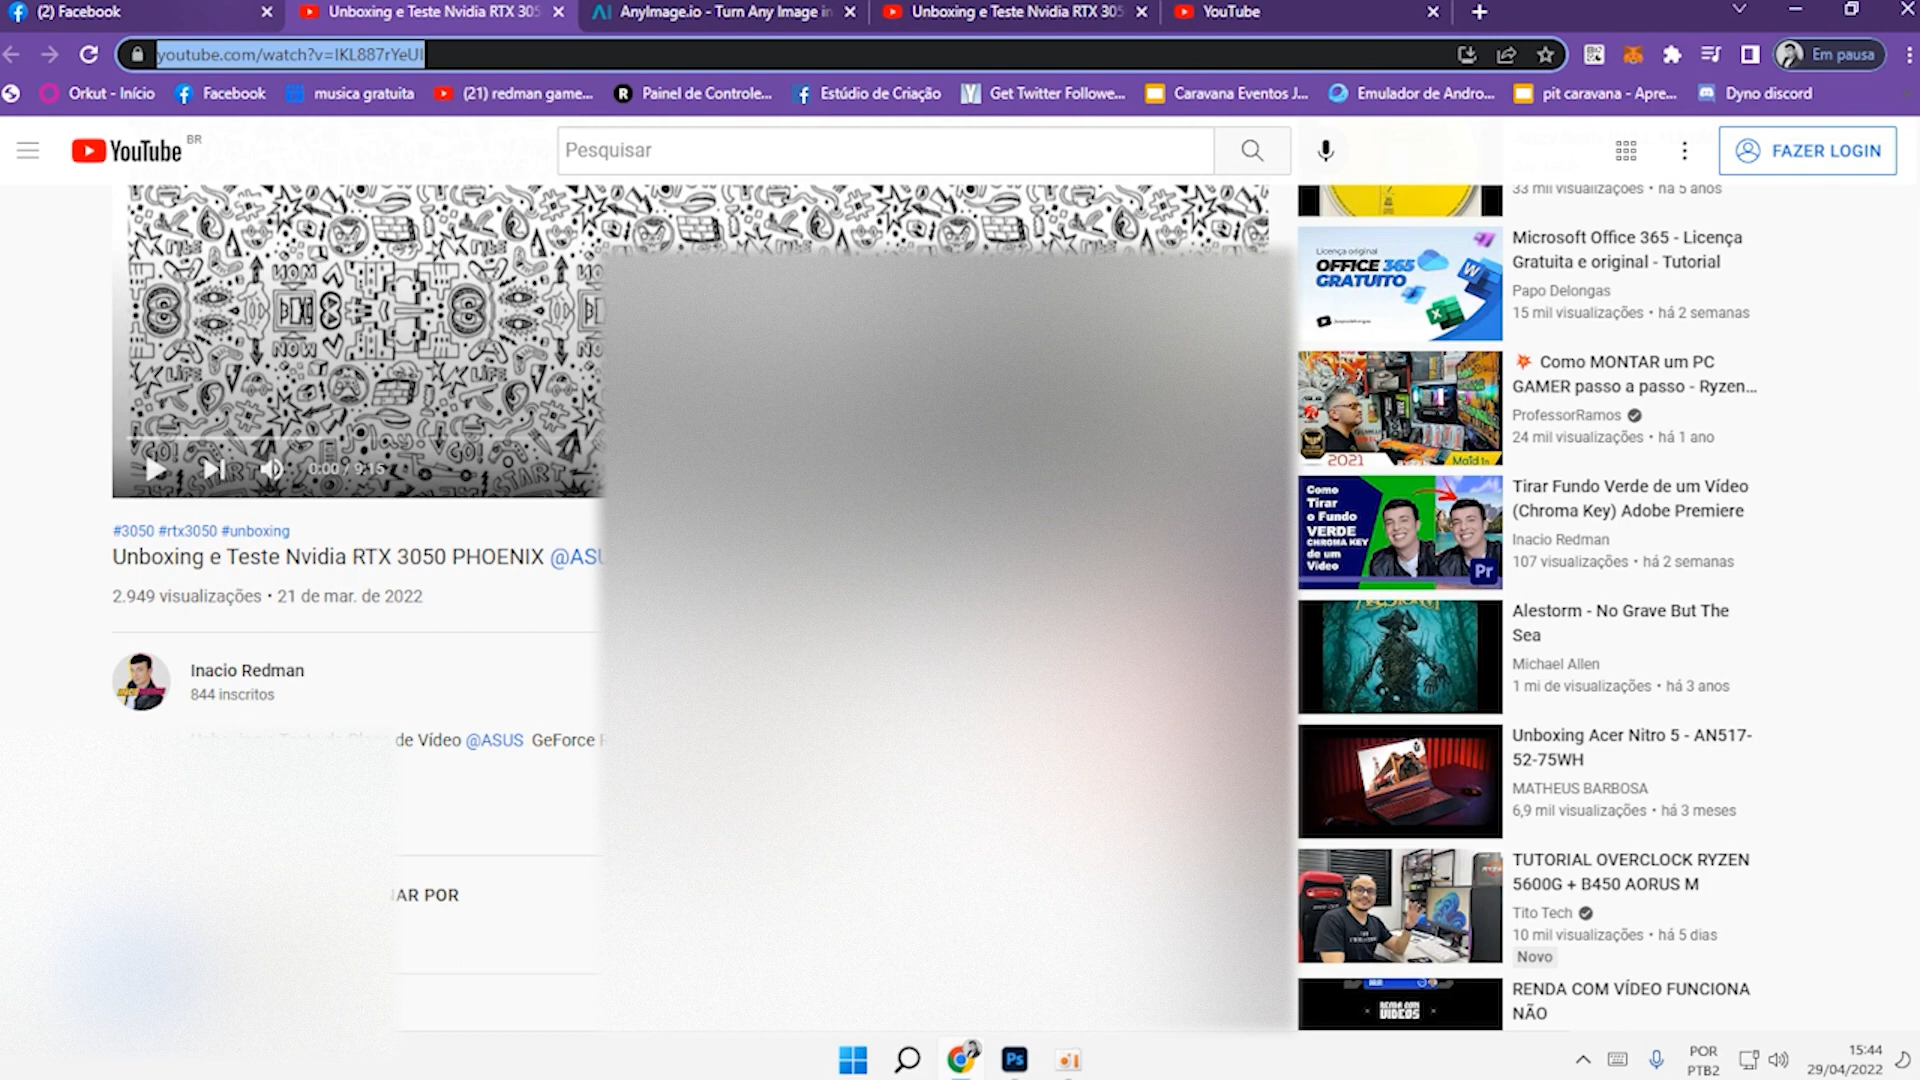 (2) Facebook
Unboxing e Teste Nvidia RTX 305
AnyImage.io - Turn Any Image in
Unboxing e Teste Nvidia RTX 305
YouTube
youtube.com/watch?v=IKL887rYeUI
Em pausa
Orkut - Início
Facebook
musica gratuita
(21) redman game...
Painel de Controle...
Estúdio de Criação
Get Twitter Followe...
Caravana Eventos J...
Emulador de Andro...
pit caravana - Apre...
Dyno discord
YouTube BR
Pesquisar
FAZER LOGIN
33 mil visualizações • há 5 anos
Licença original
OFFICE 365
GRATUITO
Microsoft Office 365 - Licença
Gratuita e original - Tutorial
Papo Delongas
15 mil visualizações • há 2 semanas
2021
Como MONTAR um PC
GAMER passo a passo - Ryzen...
ProfessorRamos
24 mil visualizações • há 1 ano
0:00 / 9:15
Como
Tirar
o Fundo
VERDE
CHROMA KEY
de um
Vídeo
Pr
Tirar Fundo Verde de um Vídeo
(Chroma Key) Adobe Premiere
Inacio Redman
107 visualizações • há 2 semanas
#3050 #rtx3050 #unboxing
Unboxing e Teste Nvidia RTX 3050 PHOENIX @ASU
2.949 visualizações • 21 de mar. de 2022
Alestorm - No Grave But The
Sea
Michael Allen
1 mi de visualizações • há 3 anos
Inacio Redman
844 inscritos
de Vídeo @ASUS GeForce
Unboxing Acer Nitro 5 - AN517-
52-75WH
MATHEUS BARBOSA
6,9 mil visualizações • há 3 meses
AR POR
TUTORIAL OVERCLOCK RYZEN
5600G + B450 AORUS M
Tito Tech
10 mil visualizações • há 5 dias
Novo
RENDA COM
VIDEOS
RENDA COM VÍDEO FUNCIONA
NÃO
Ps
POR
PTB2
15:44
29/04/2022